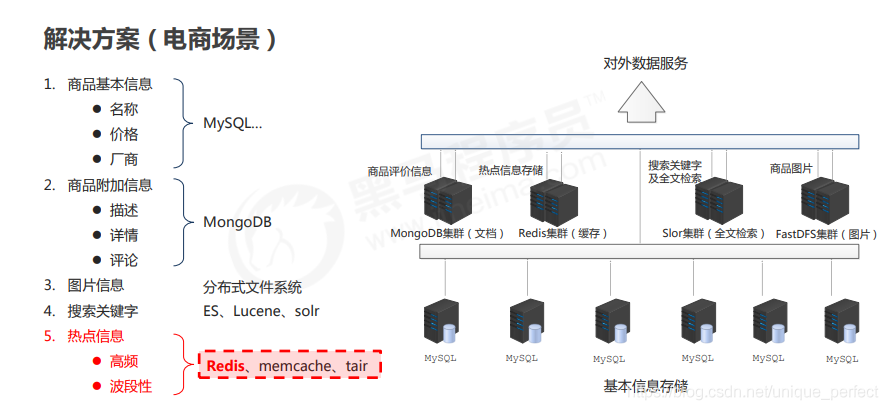 解决方案（电商场景）
1. 商品基本信息
● 名称
● 价格
● 厂商
MySQL...
2. 商品附加信息
● 描述
● 详情
● 评论
MongoDB
3. 图片信息
分布式文件系统
4. 搜索关键字
ES、Lucene、solr
5. 热点信息
● 高频
● 波段性
Redis、memcache、tair
对外数据服务
商品评价信息
热点信息存储
搜索关键字
及全文检索
商品图片
MongoDB集群（文档）
Redis集群（缓存）
Slor集群（全文检索）
FastDFS集群（图片）
MySQL
MySQL
MySQL
MySQL
MySQL
MySQL
基本信息存储
黑马程序员™
www.itheima.com
https://blog.csdn.net/unique_perfect